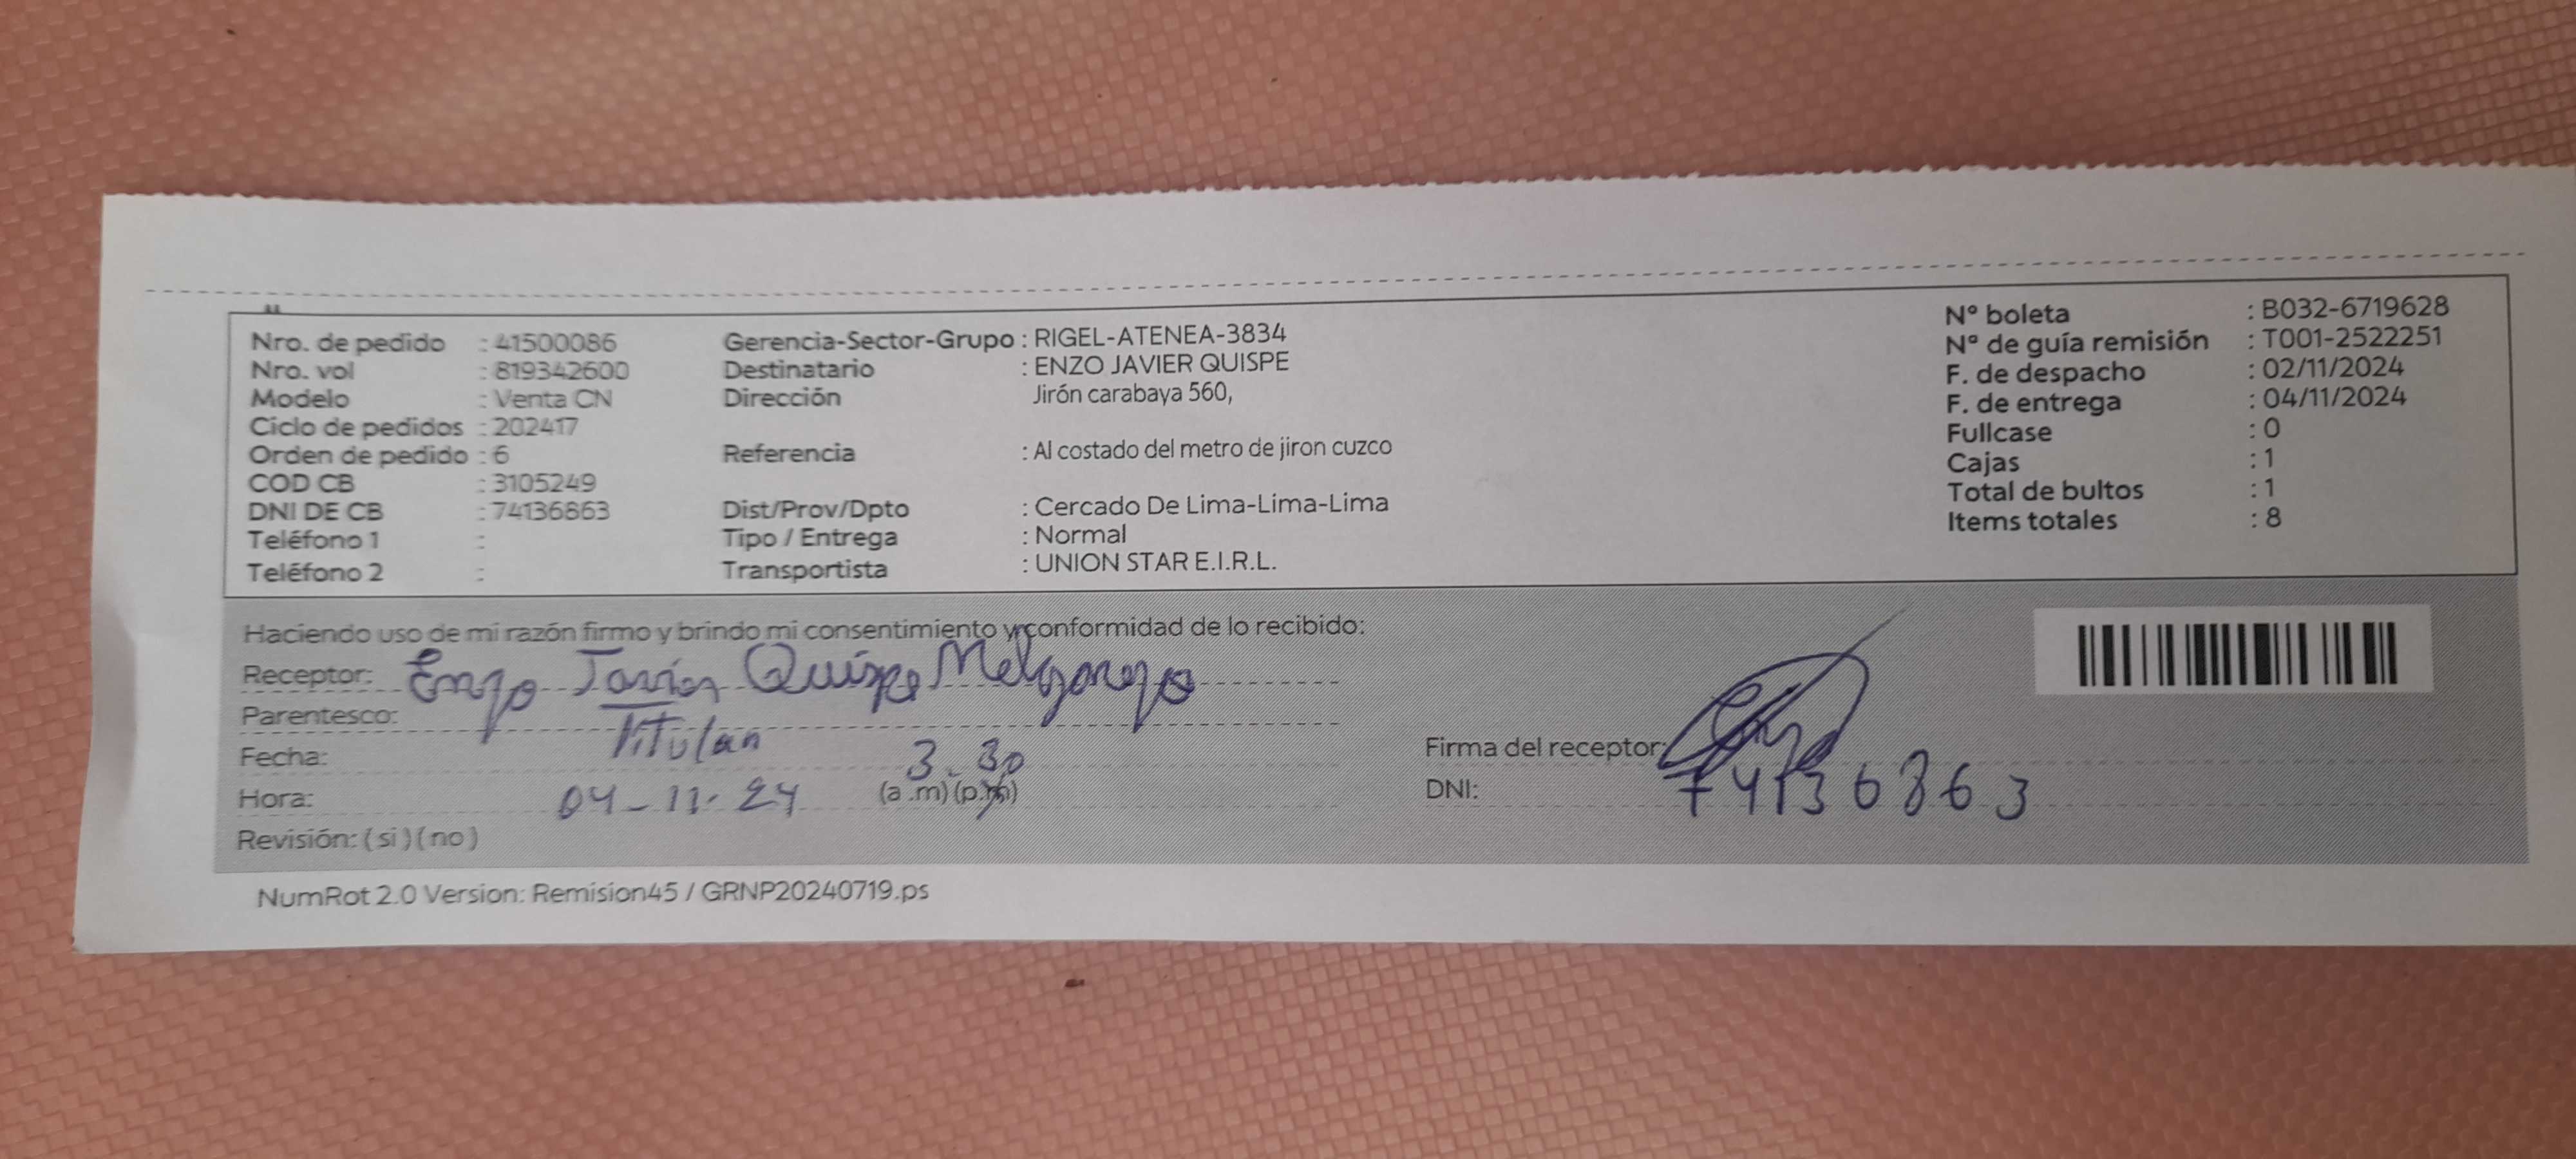 Nro. de pedido : 41500086
Nro. vol : 819342600
Modelo : Venta CN
Ciclo de pedidos : 202417
Orden de pedido : 6
COD CB : 3105249
DNI DE CB : 74136863
Teléfono 1 :
Teléfono 2 :
Gerencia-Sector-Grupo : RIGEL-ATENEA-3834
Destinatario : ENZO JAVIER QUISPE
Dirección Jirón carabaya 560,
Referencia : Al costado del metro de jiron cuzco
Dist/Prov/Dpto : Cercado De Lima-Lima-Lima
Tipo / Entrega : Normal
Transportista : UNION STAR E.I.R.L.
N° boleta : B032-6719628
N° de guía remisión : T001-2522251
F. de despacho : 02/11/2024
F. de entrega : 04/11/2024
Fullcase : 0
Cajas : 1
Total de bultos : 1
Items totales : 8
Haciendo uso de mi razón firmo y brindo mi consentimiento y conformidad de lo recibido:
Receptor: Enzo Javier Quispe Melgarejo
Parentesco: Titular
Fecha: 3.30
Hora: 04-11-24 (a.m)(p.m)
Revisión: (si)(no)
Firma del receptor:
DNI: 74136863
NumRot 2.0 Version: Remision45 / GRNP20240719.ps